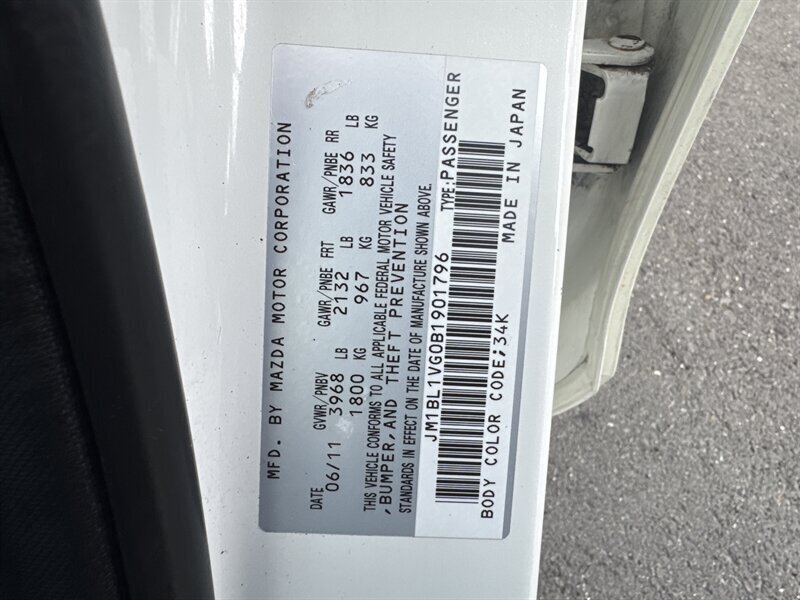 MFD. BY MAZDA MOTOR CORPORATION
DATE GVWR/PNBV GAWR/PNBE FRT GAWR/PNBE RR
06/11 3968 LB 2132 LB 1836 LB
1800 KG 967 KG 833 KG
THIS VEHICLE CONFORMS TO ALL APPLICABLE FEDERAL MOTOR VEHICLE SAFETY
,BUMPER,AND THEFT PREVENTION
STANDARDS IN EFFECT ON THE DATE OF MANUFACTURE SHOWN ABOVE.
JM1BL1VG0B1901796 TYPE:PASSENGER
BODY COLOR CODE;34K MADE IN JAPAN